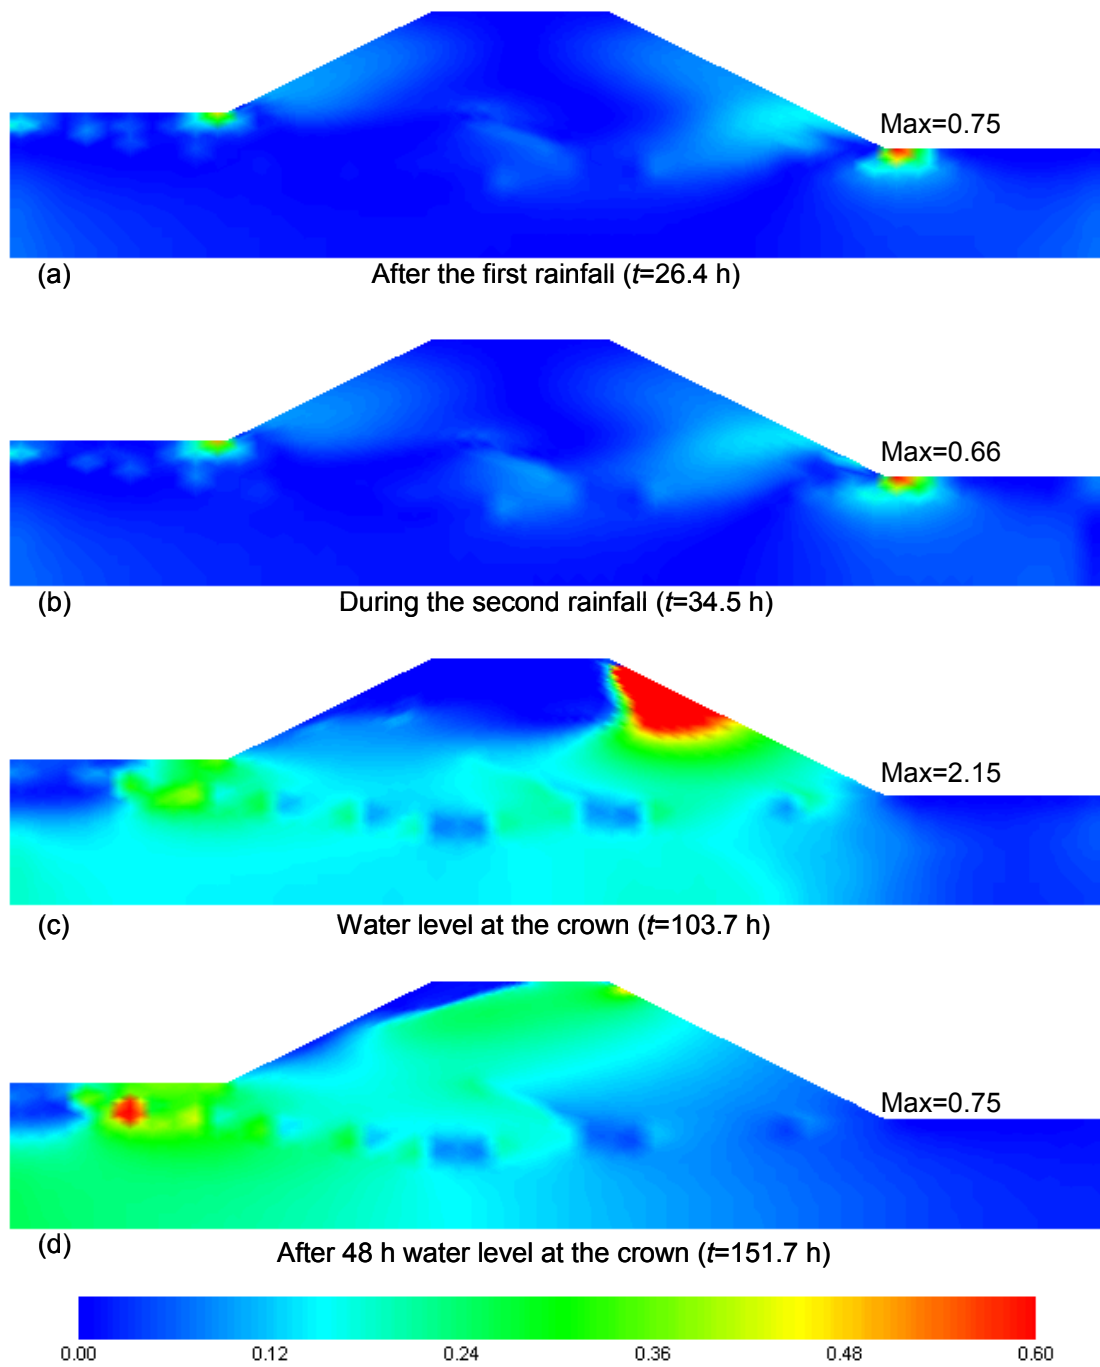 Max=0.75
(a)
After the first rainfall (t=26.4 h)
Max=0.66
(b)
During the second rainfall (t=34.5 h)
Max=2.15
(c)
Water level at the crown (t=103.7 h)
Max=0.75
(d)
After 48 h water level at the crown (t=151.7 h)
0.00 0.12 0.24 0.36 0.48 0.60